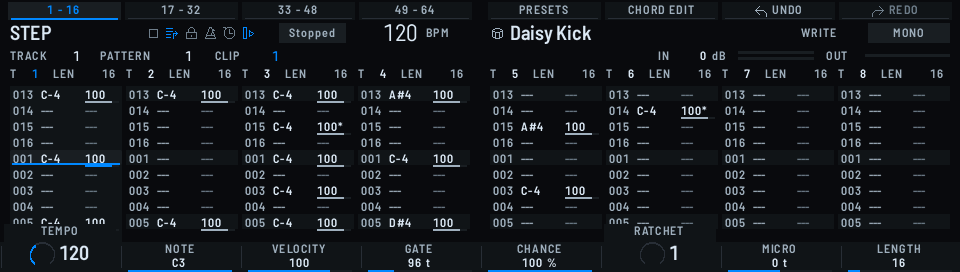 1 - 16 17 - 32 33 - 48 49 - 64 PRESETS CHORD EDIT UNDO REDO
STEP Stopped 120 BPM Daisy Kick WRITE MONO
TRACK 1 PATTERN 1 CLIP 1 IN 0 dB OUT
T 1 LEN 16 T 2 LEN 16 T 3 LEN 16 T 4 LEN 16 T 5 LEN 16 T 6 LEN 16 T 7 LEN 16 T 8 LEN 16
013 C-4 100 013 C-4 100 013 C-4 100 013 A#4 100 013 --- --- 013 --- --- 013 --- --- 013 --- ---
014 --- --- 014 --- --- 014 --- --- 014 --- --- 014 --- --- 014 C-4 100* 014 --- --- 014 --- ---
015 --- --- 015 --- --- 015 C-4 100* 015 --- --- 015 A#4 100 015 --- --- 015 --- --- 015 --- ---
016 --- --- 016 --- --- 016 --- --- 016 --- --- 016 --- --- 016 --- --- 016 --- --- 016 --- ---
001 C-4 100 001 --- --- 001 C-4 100 001 C-4 100 001 --- --- 001 --- --- 001 --- --- 001 --- ---
002 --- --- 002 --- --- 002 --- --- 002 --- --- 002 --- --- 002 --- --- 002 --- --- 002 --- ---
003 --- --- 003 --- --- 003 C-4 100 003 --- --- 003 C-4 100 003 --- --- 003 --- --- 003 --- ---
004 --- --- 004 --- --- 004 --- --- 004 --- --- 004 --- --- 004 --- --- 004 --- --- 004 --- ---
005 C-4 100 005 C-4 100 005 C-4 100 005 D#4 100 005 --- --- 005 --- --- 005 --- --- 005 --- ---
TEMPO RATCHET
120 NOTE VELOCITY GATE CHANCE 1 MICRO LENGTH
C3 100 96 t 100 % 0 t 16